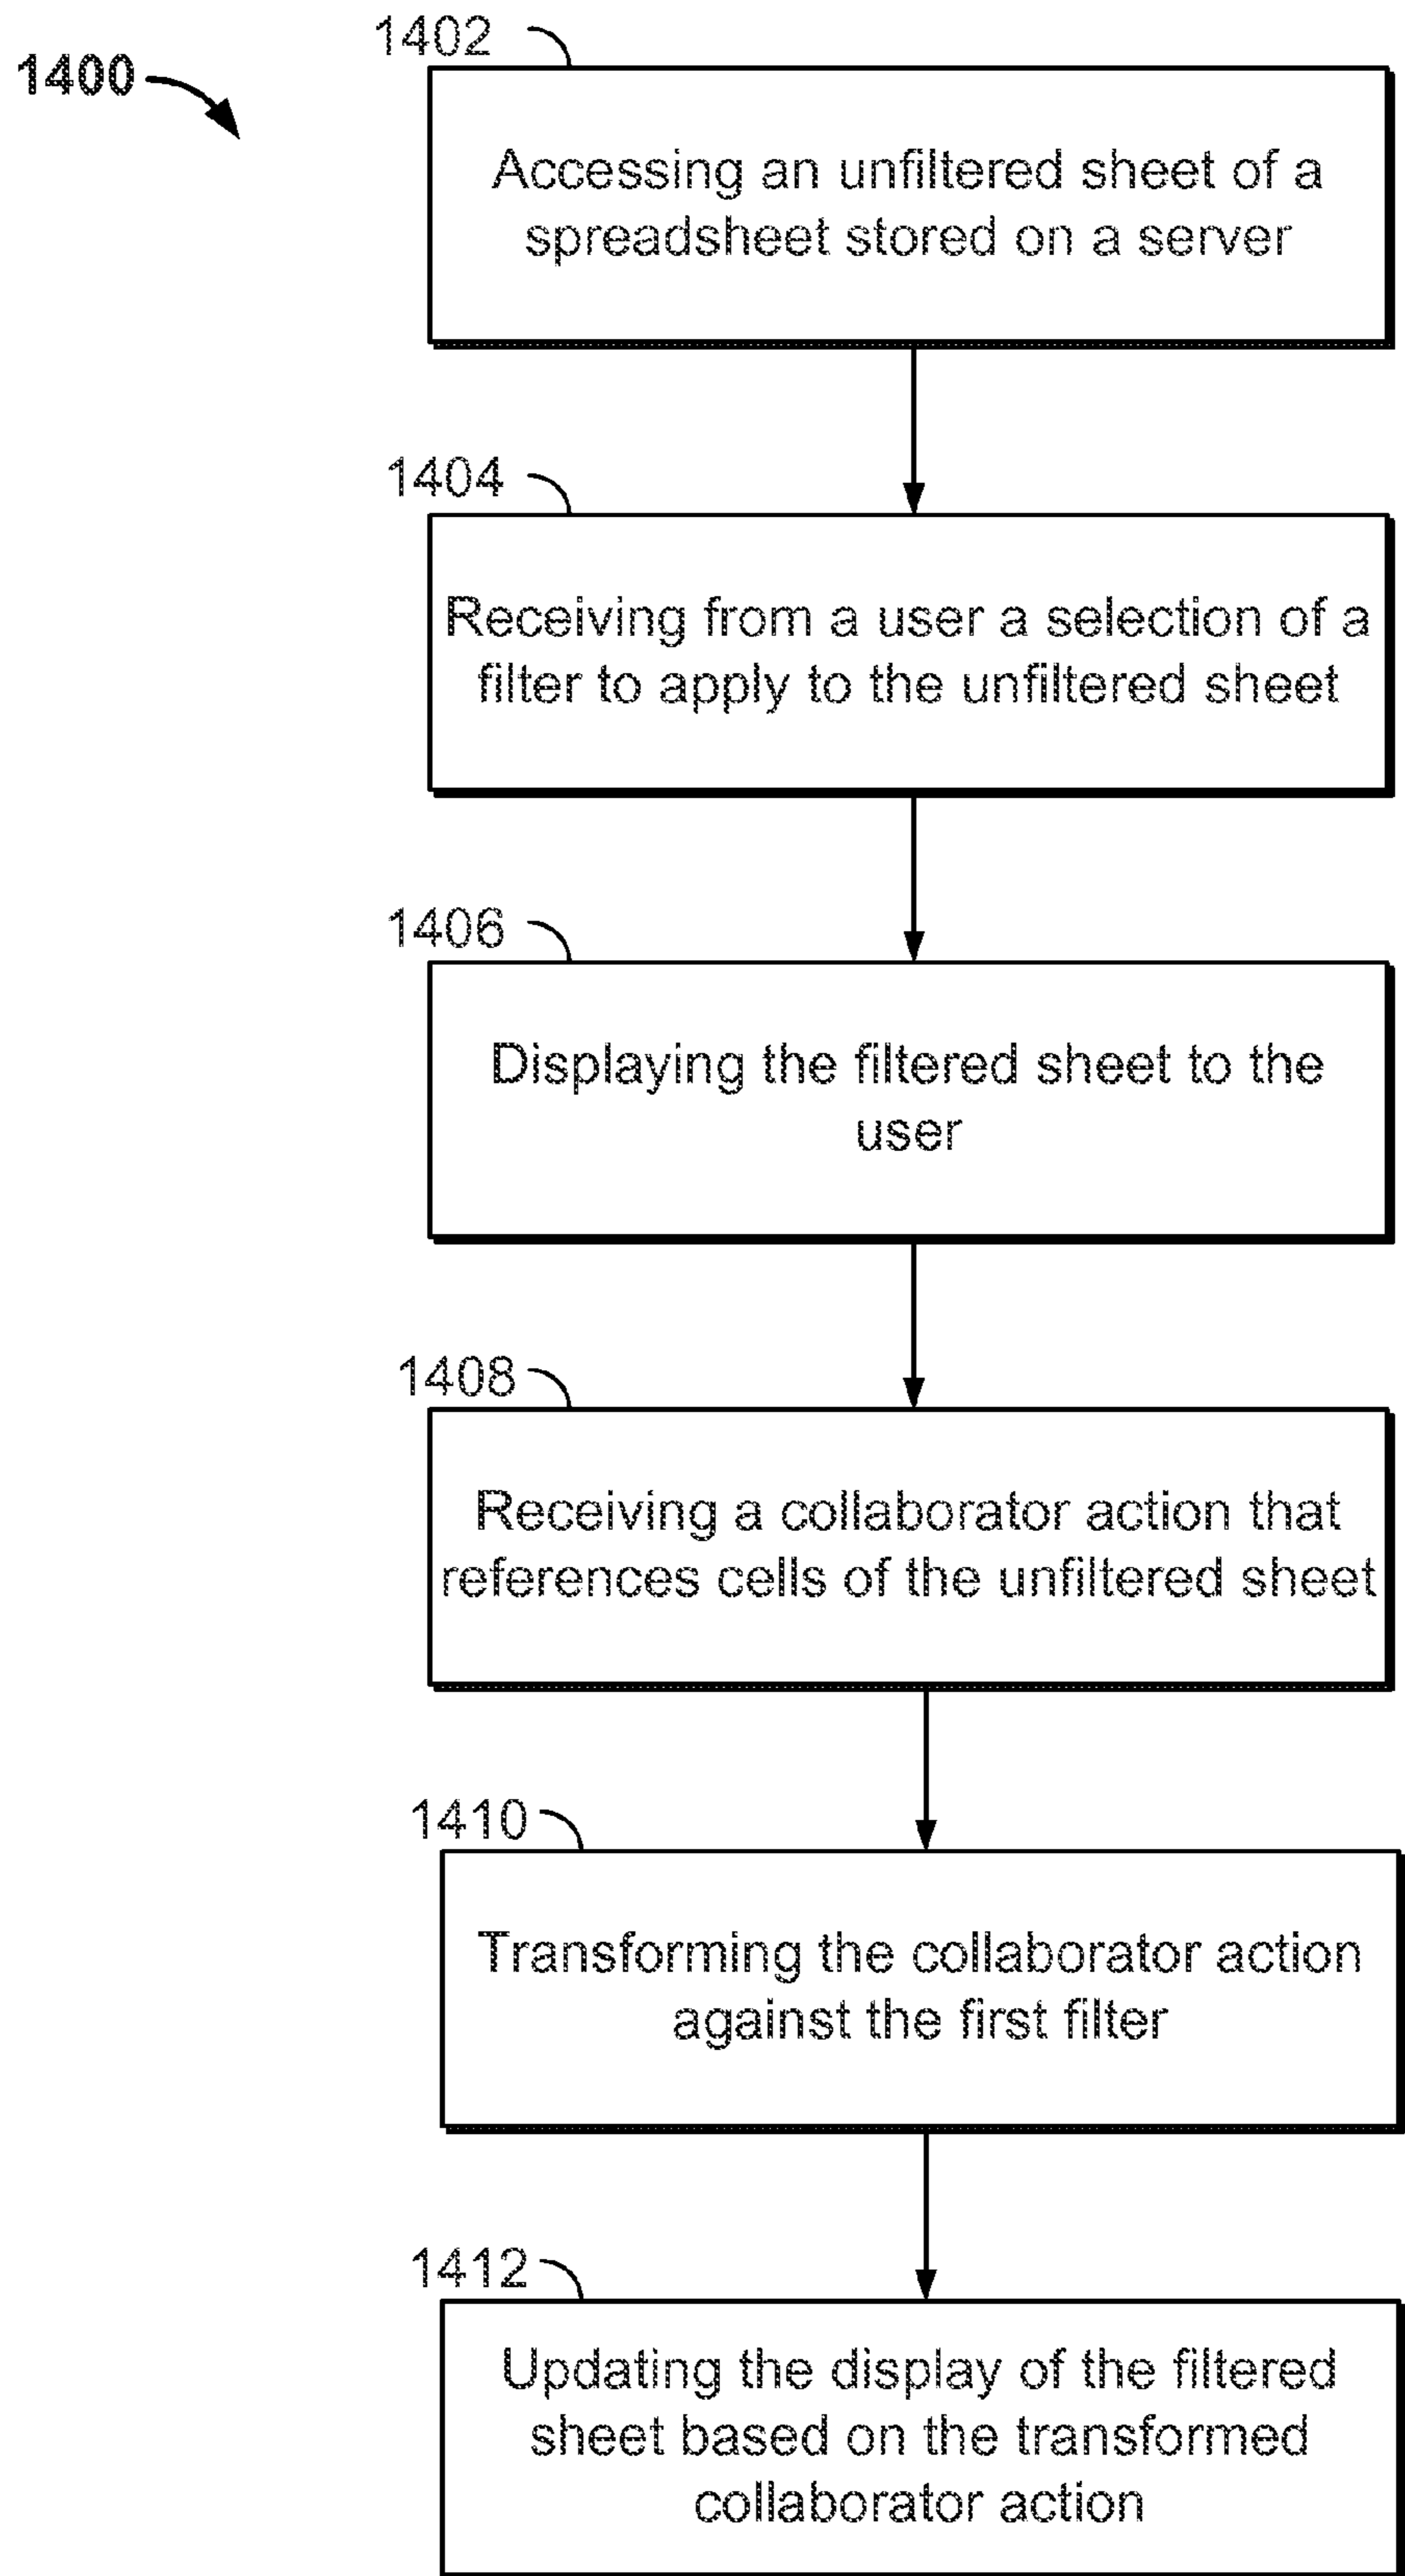 1400
1402
Accessing an unfiltered sheet of a
spreadsheet stored on a server
1404
Receiving from a user a selection of a
filter to apply to the unfiltered sheet
1406
Displaying the filtered sheet to the
user
1408
Receiving a collaborator action that
references cells of the unfiltered sheet
1410
Transforming the collaborator action
against the first filter
1412
Updating the display of the filtered
sheet based on the transformed
collaborator action